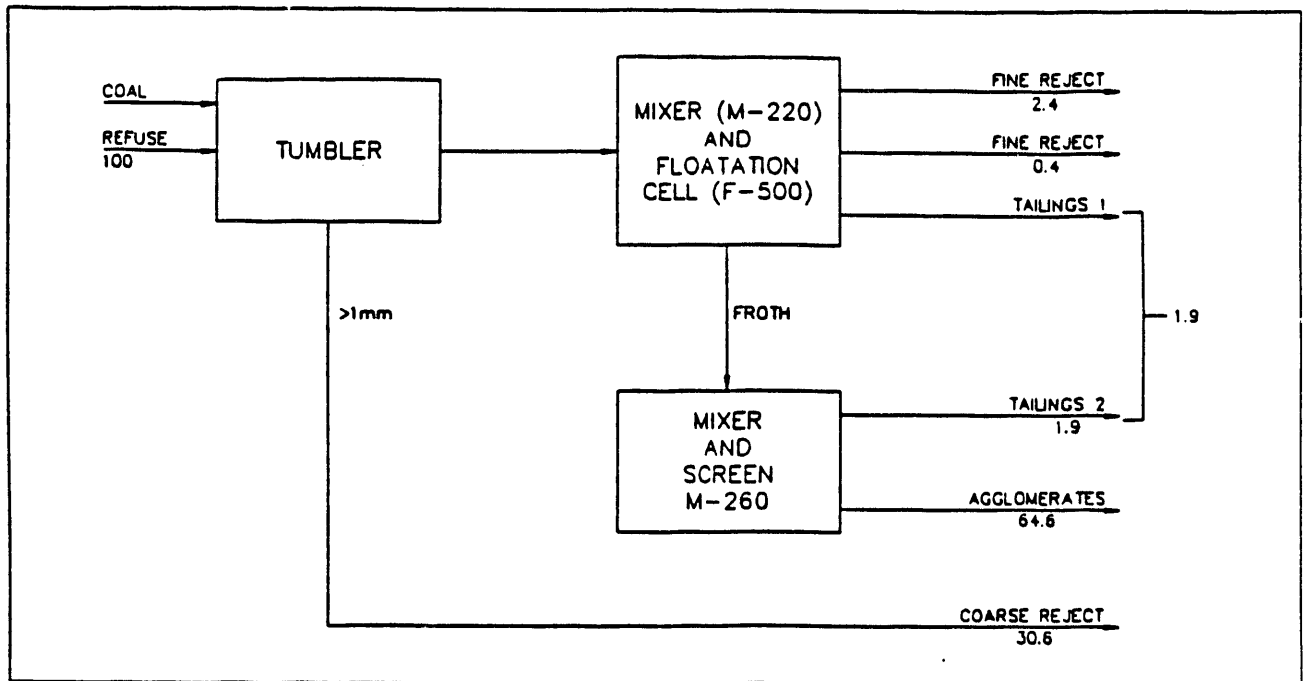 COAL
REFUSE
100
TUMBLER
>1mm
MIXER (M-220)
AND
FLOATATION
CELL (F-500)
FROTH
MIXER
AND
SCREEN
M-260
FINE REJECT
2.4
FINE REJECT
0.4
TAILINGS 1
1.9
TAILINGS 2
1.9
AGGLOMERATES
64.6
COARSE REJECT
30.6